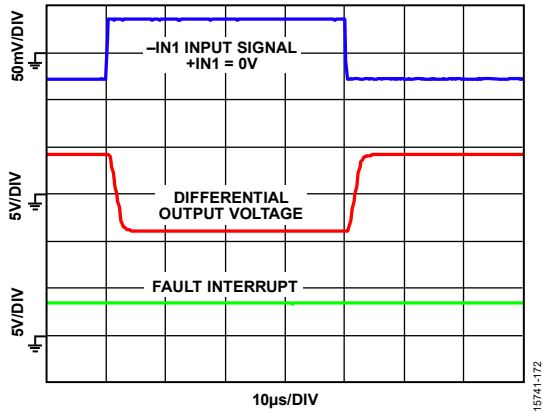 50mV/DIV
–IN1 INPUT SIGNAL
+IN1 = 0V
5V/DIV
DIFFERENTIAL
OUTPUT VOLTAGE
5V/DIV
FAULT INTERRUPT
10µs/DIV
15741-172